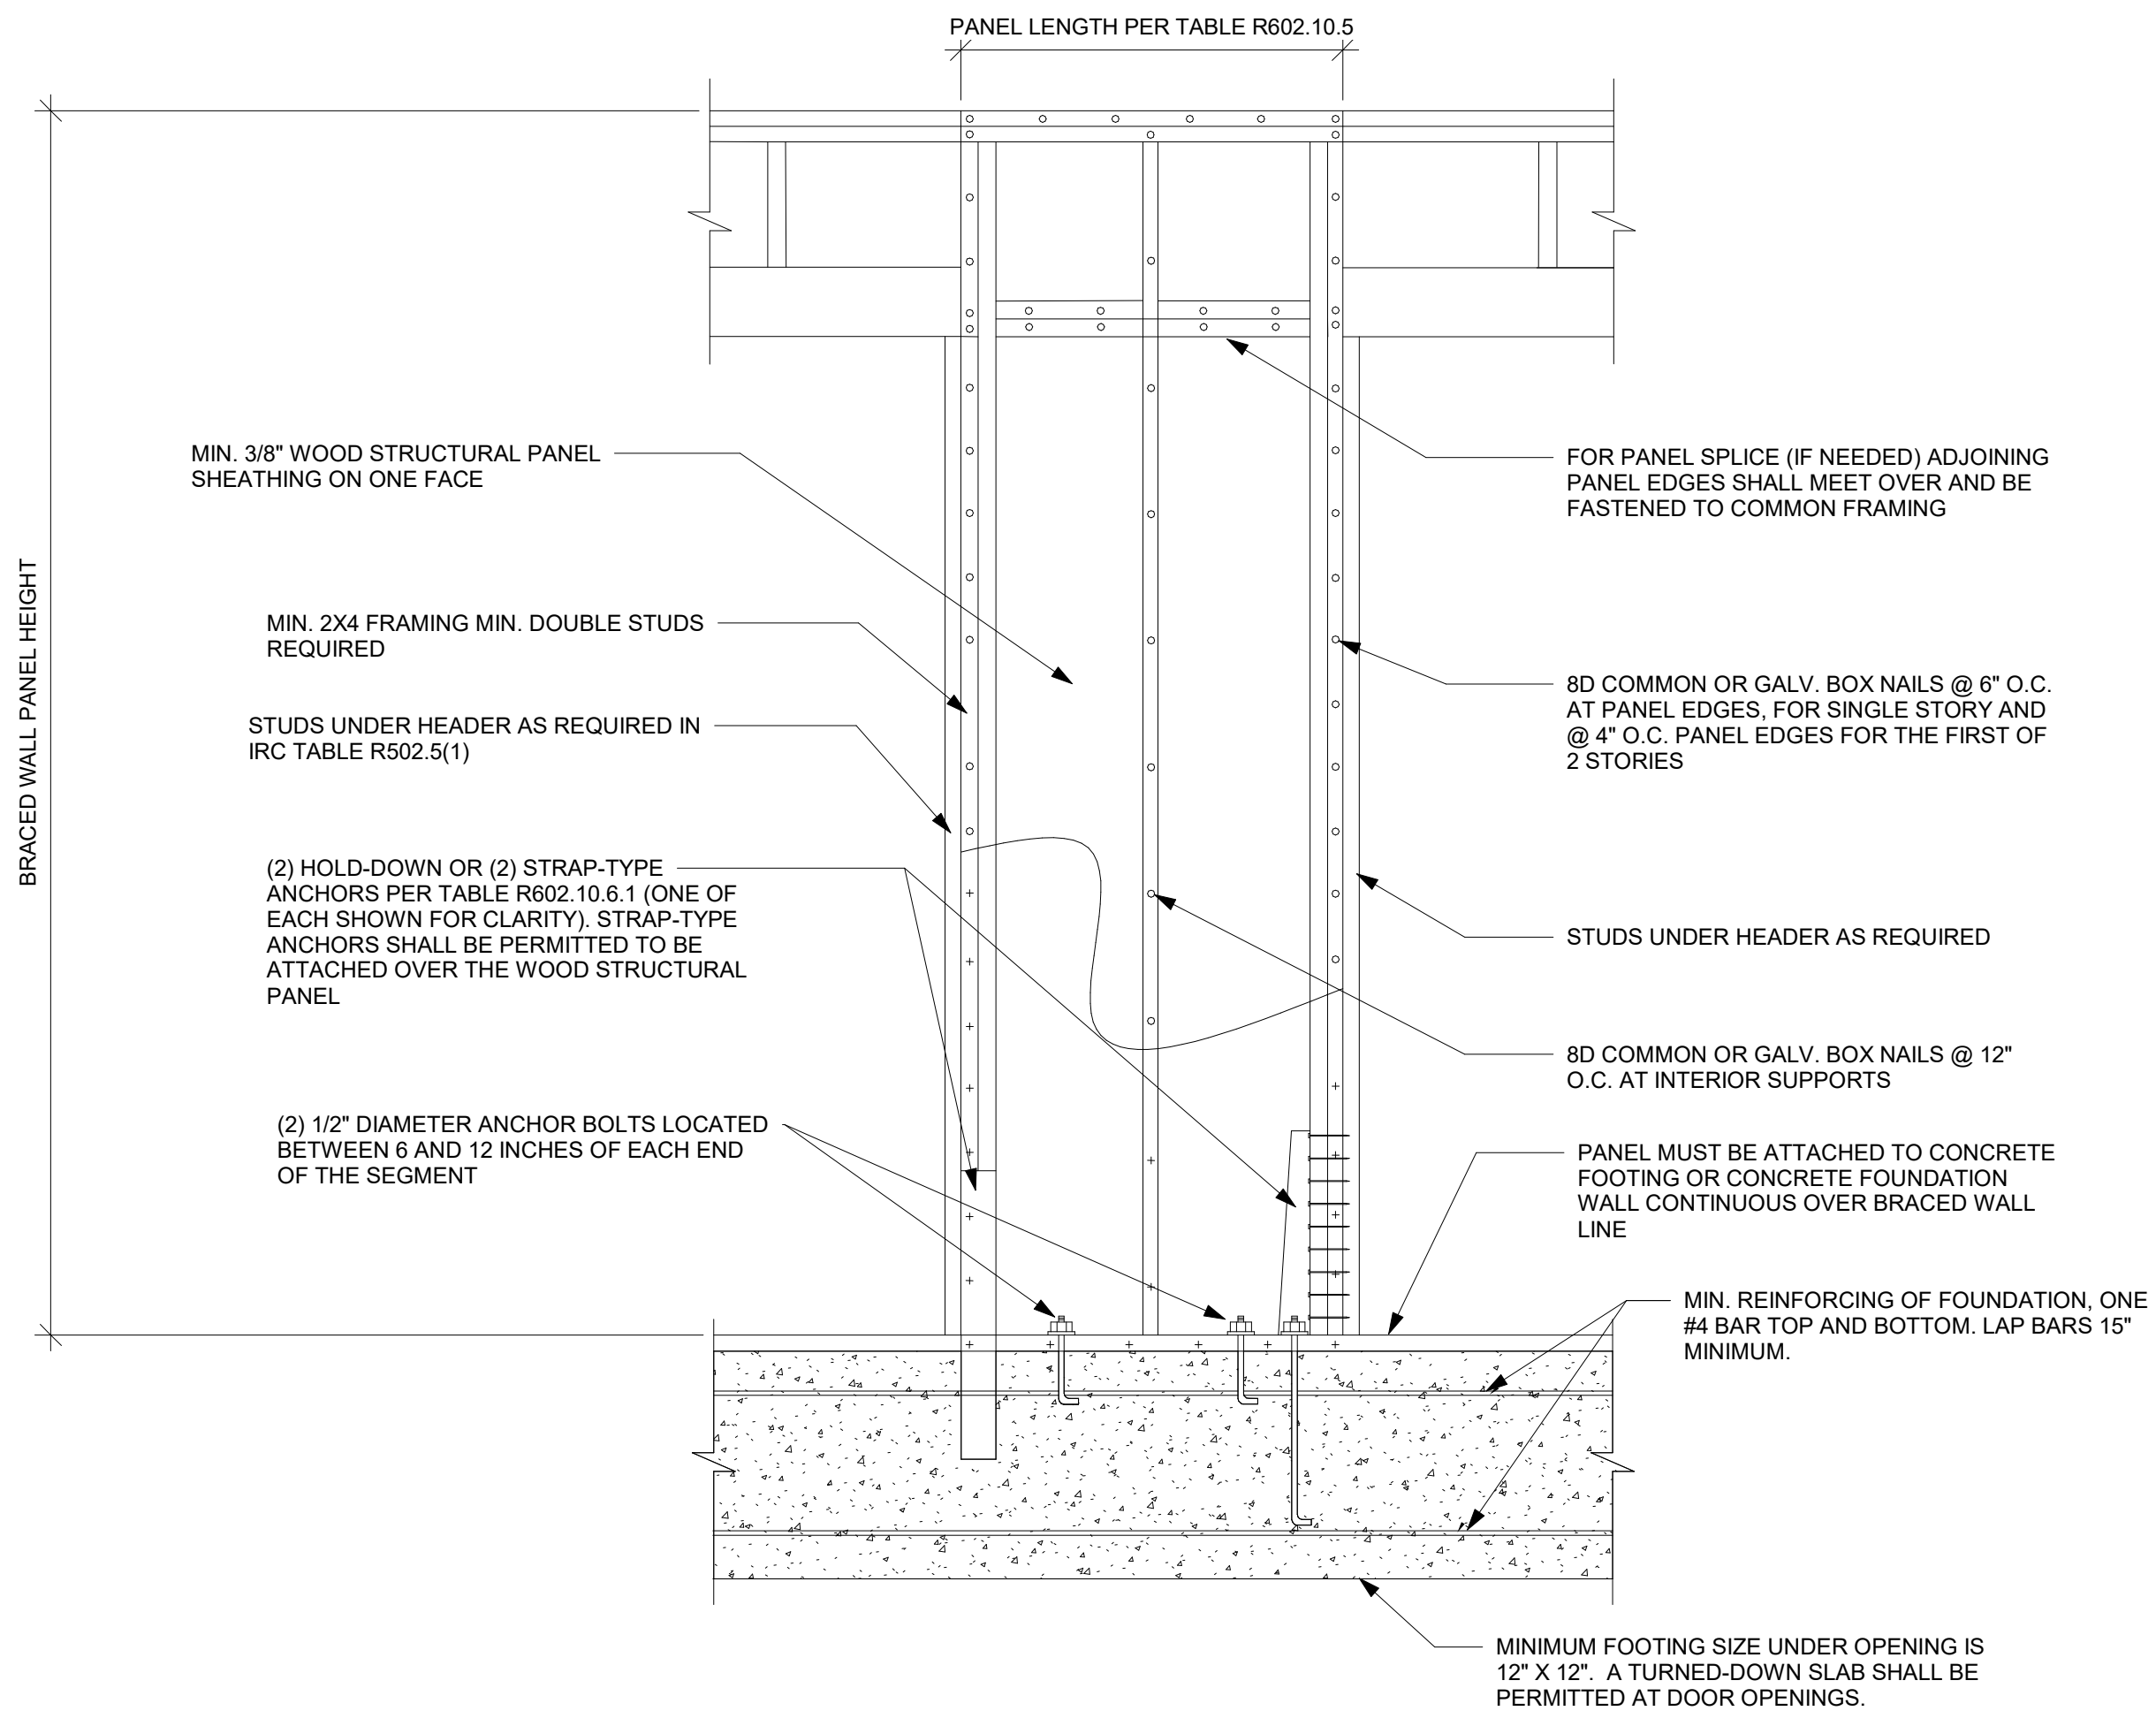 PANEL LENGTH PER TABLE R602.10.5
BRACED WALL PANEL HEIGHT
MIN. 3/8" WOOD STRUCTURAL PANEL
SHEATHING ON ONE FACE
MIN. 2X4 FRAMING MIN. DOUBLE STUDS
REQUIRED
STUDS UNDER HEADER AS REQUIRED IN
IRC TABLE R502.5(1)
(2) HOLD-DOWN OR (2) STRAP-TYPE
ANCHORS PER TABLE R602.10.6.1 (ONE OF
EACH SHOWN FOR CLARITY). STRAP-TYPE
ANCHORS SHALL BE PERMITTED TO BE
ATTACHED OVER THE WOOD STRUCTURAL
PANEL
(2) 1/2" DIAMETER ANCHOR BOLTS LOCATED
BETWEEN 6 AND 12 INCHES OF EACH END
OF THE SEGMENT
FOR PANEL SPLICE (IF NEEDED) ADJOINING
PANEL EDGES SHALL MEET OVER AND BE
FASTENED TO COMMON FRAMING
8D COMMON OR GALV. BOX NAILS @ 6" O.C.
AT PANEL EDGES, FOR SINGLE STORY AND
@ 4" O.C. PANEL EDGES FOR THE FIRST OF
2 STORIES
STUDS UNDER HEADER AS REQUIRED
8D COMMON OR GALV. BOX NAILS @ 12"
O.C. AT INTERIOR SUPPORTS
PANEL MUST BE ATTACHED TO CONCRETE
FOOTING OR CONCRETE FOUNDATION
WALL CONTINUOUS OVER BRACED WALL
LINE
MIN. REINFORCING OF FOUNDATION, ONE
#4 BAR TOP AND BOTTOM. LAP BARS 15"
MINIMUM.
MINIMUM FOOTING SIZE UNDER OPENING IS
12" X 12". A TURNED-DOWN SLAB SHALL BE
PERMITTED AT DOOR OPENINGS.